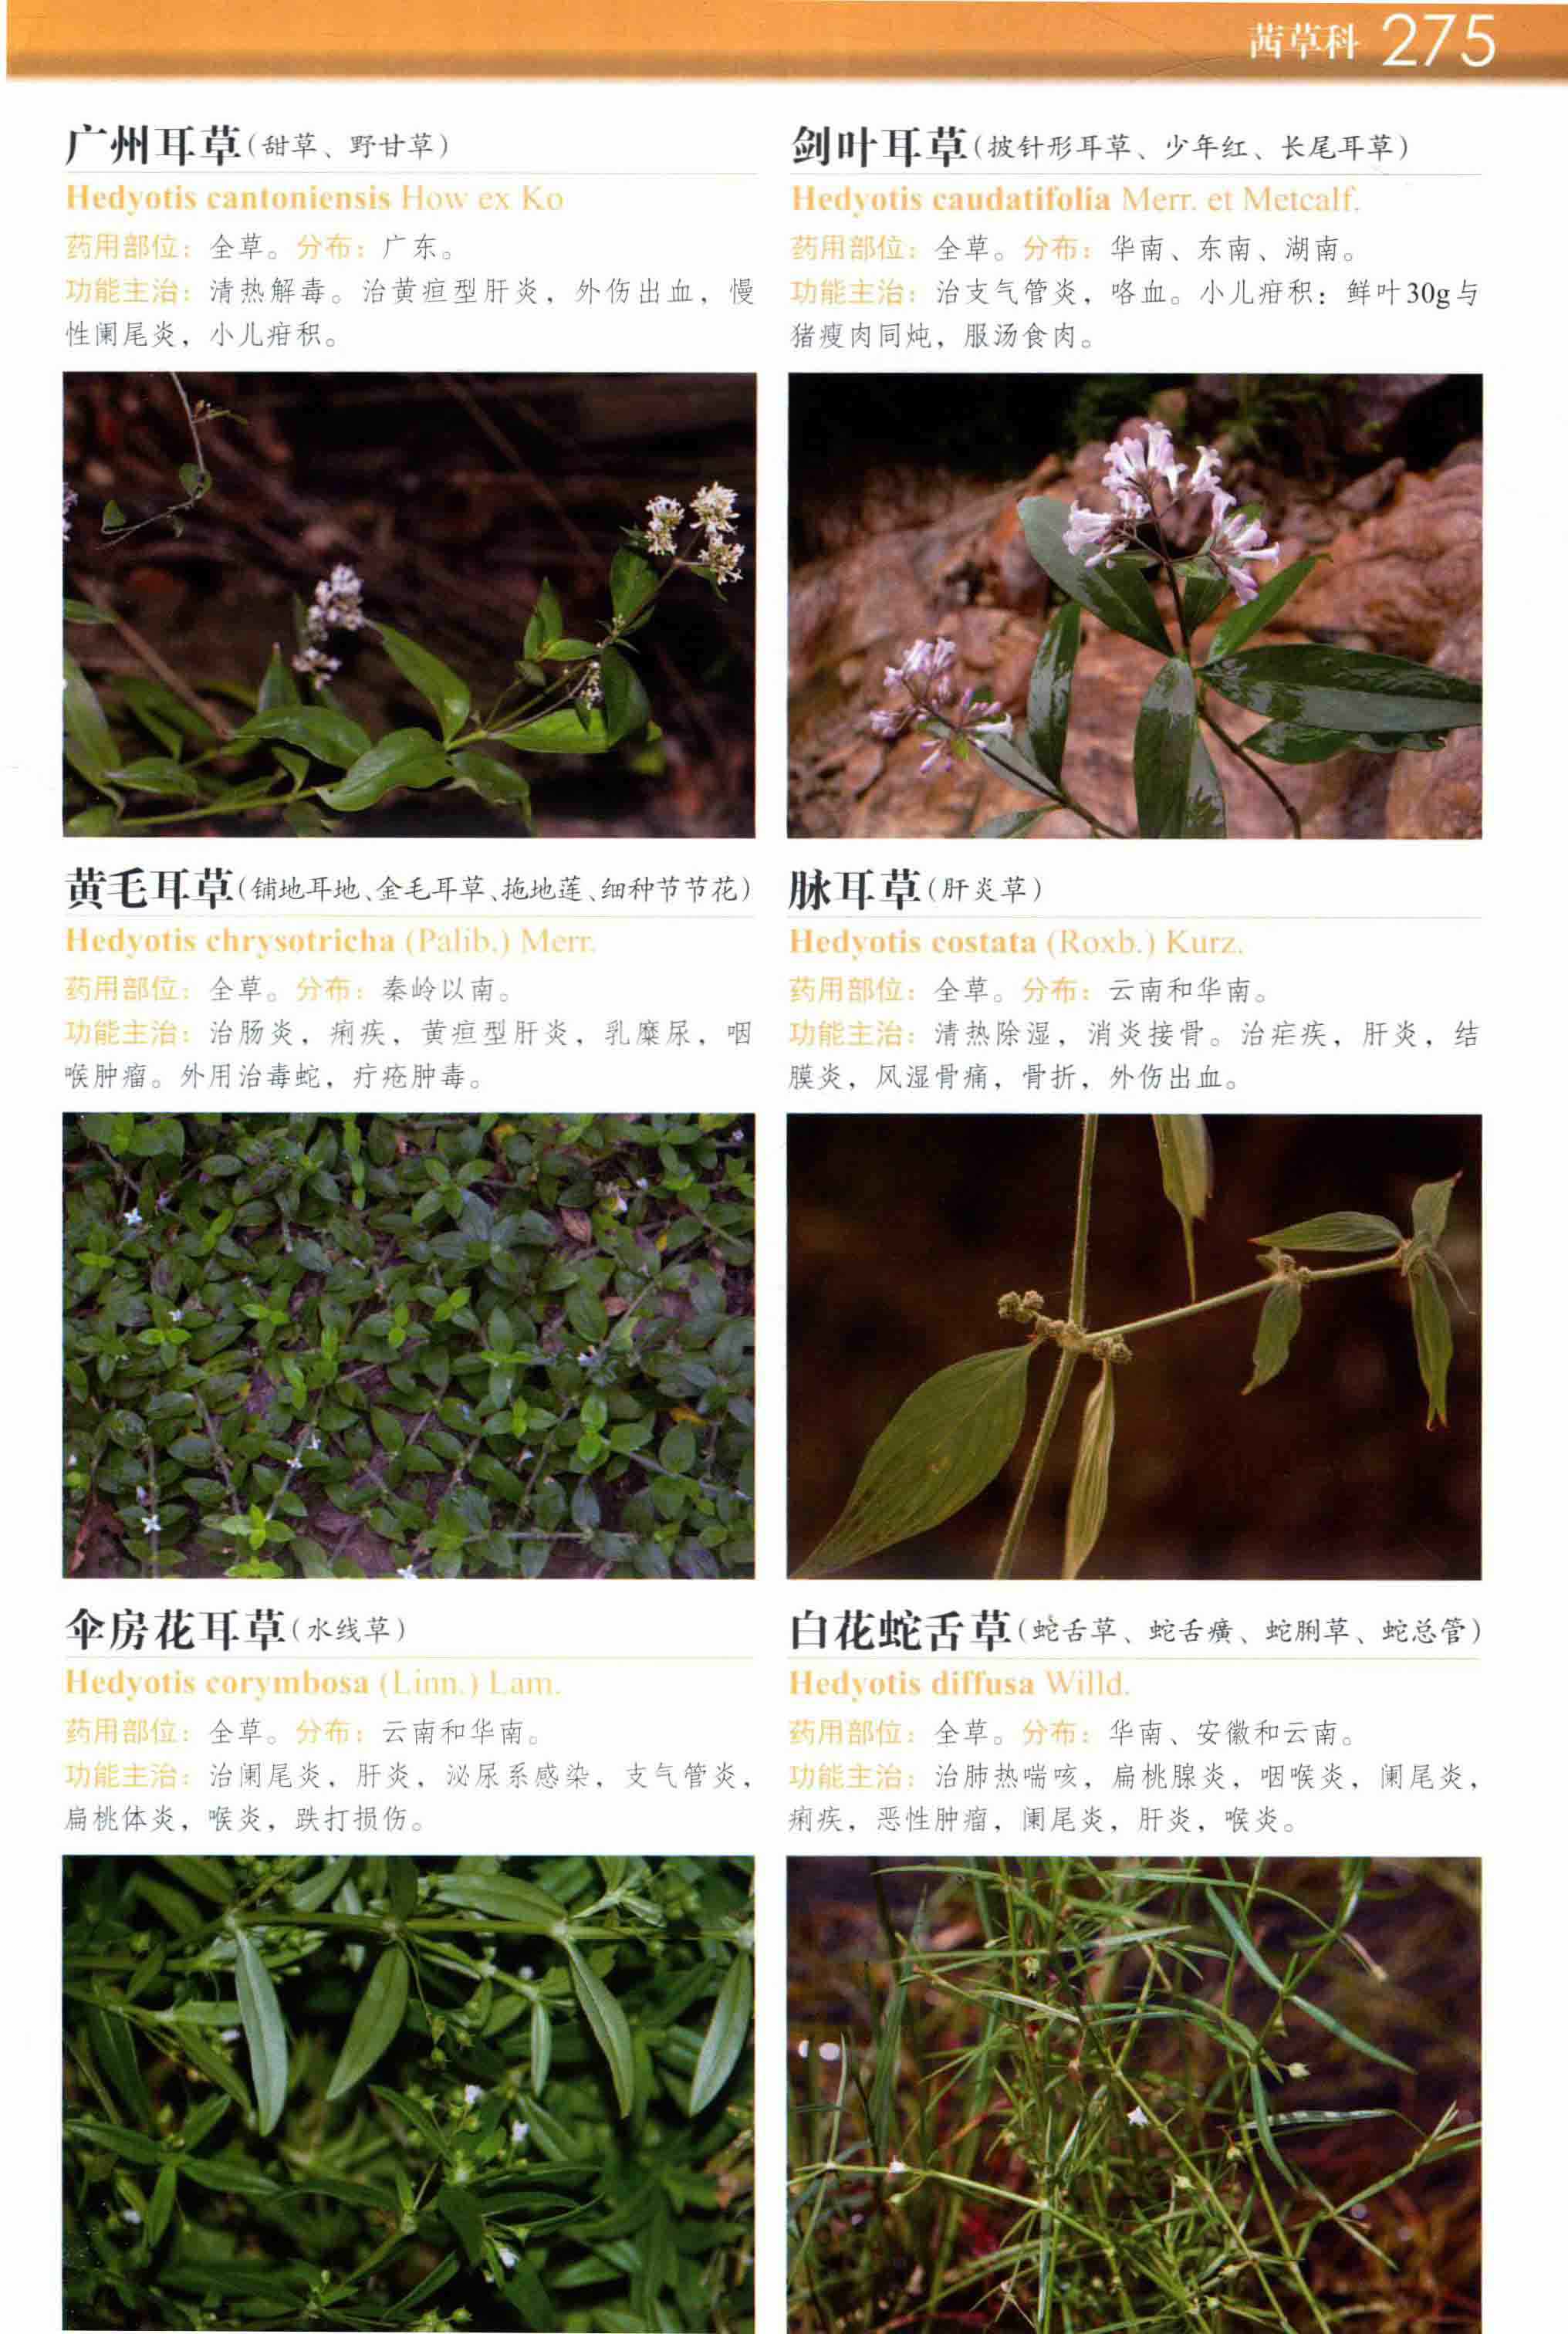 茜草科 275
广州耳草(甜草、野甘草)
Hedyotis cantoniensis How ex Ko
药用部位：全草。分布：广东。
功能主治：清热解毒。治黄疸型肝炎，外伤出血，慢
性阑尾炎，小儿疳积。
剑叶耳草(披针形耳草、少年红、长尾耳草)
Hedyotis caudatifolia Merr. et Metcalf.
药用部位：全草。分布：华南、东南、湖南。
功能主治：治支气管炎，咯血。小儿疳积：鲜叶30g与
猪瘦肉同炖，服汤食肉。
黄毛耳草(铺地耳地、金毛耳草、拖地莲、细种节节花)
Hedyotis chrysotricha (Palib.) Merr.
药用部位：全草。分布：秦岭以南。
功能主治：治肠炎，痢疾，黄疸型肝炎，乳糜尿，咽
喉肿瘤。外用治毒蛇，疔疮肿毒。
脉耳草(肝炎草)
Hedyotis costata (Roxb.) Kurz.
药用部位：全草。分布：云南和华南。
功能主治：清热除湿，消炎接骨。治疟疾，肝炎，结
膜炎，风湿骨痛，骨折，外伤出血。
伞房花耳草(水线草)
Hedyotis corymbosa (Linn.) Lam.
药用部位：全草。分布：云南和华南。
功能主治：治阑尾炎，肝炎，泌尿系感染，支气管炎，
扁桃体炎，喉炎，跌打损伤。
白花蛇舌草(蛇舌草、蛇舌癀、蛇脷草、蛇总管)
Hedyotis diffusa Willd.
药用部位：全草。分布：华南、安徽和云南。
功能主治：治肺热喘咳，扁桃腺炎，咽喉炎，阑尾炎，
痢疾，恶性肿瘤，阑尾炎，肝炎，喉炎。